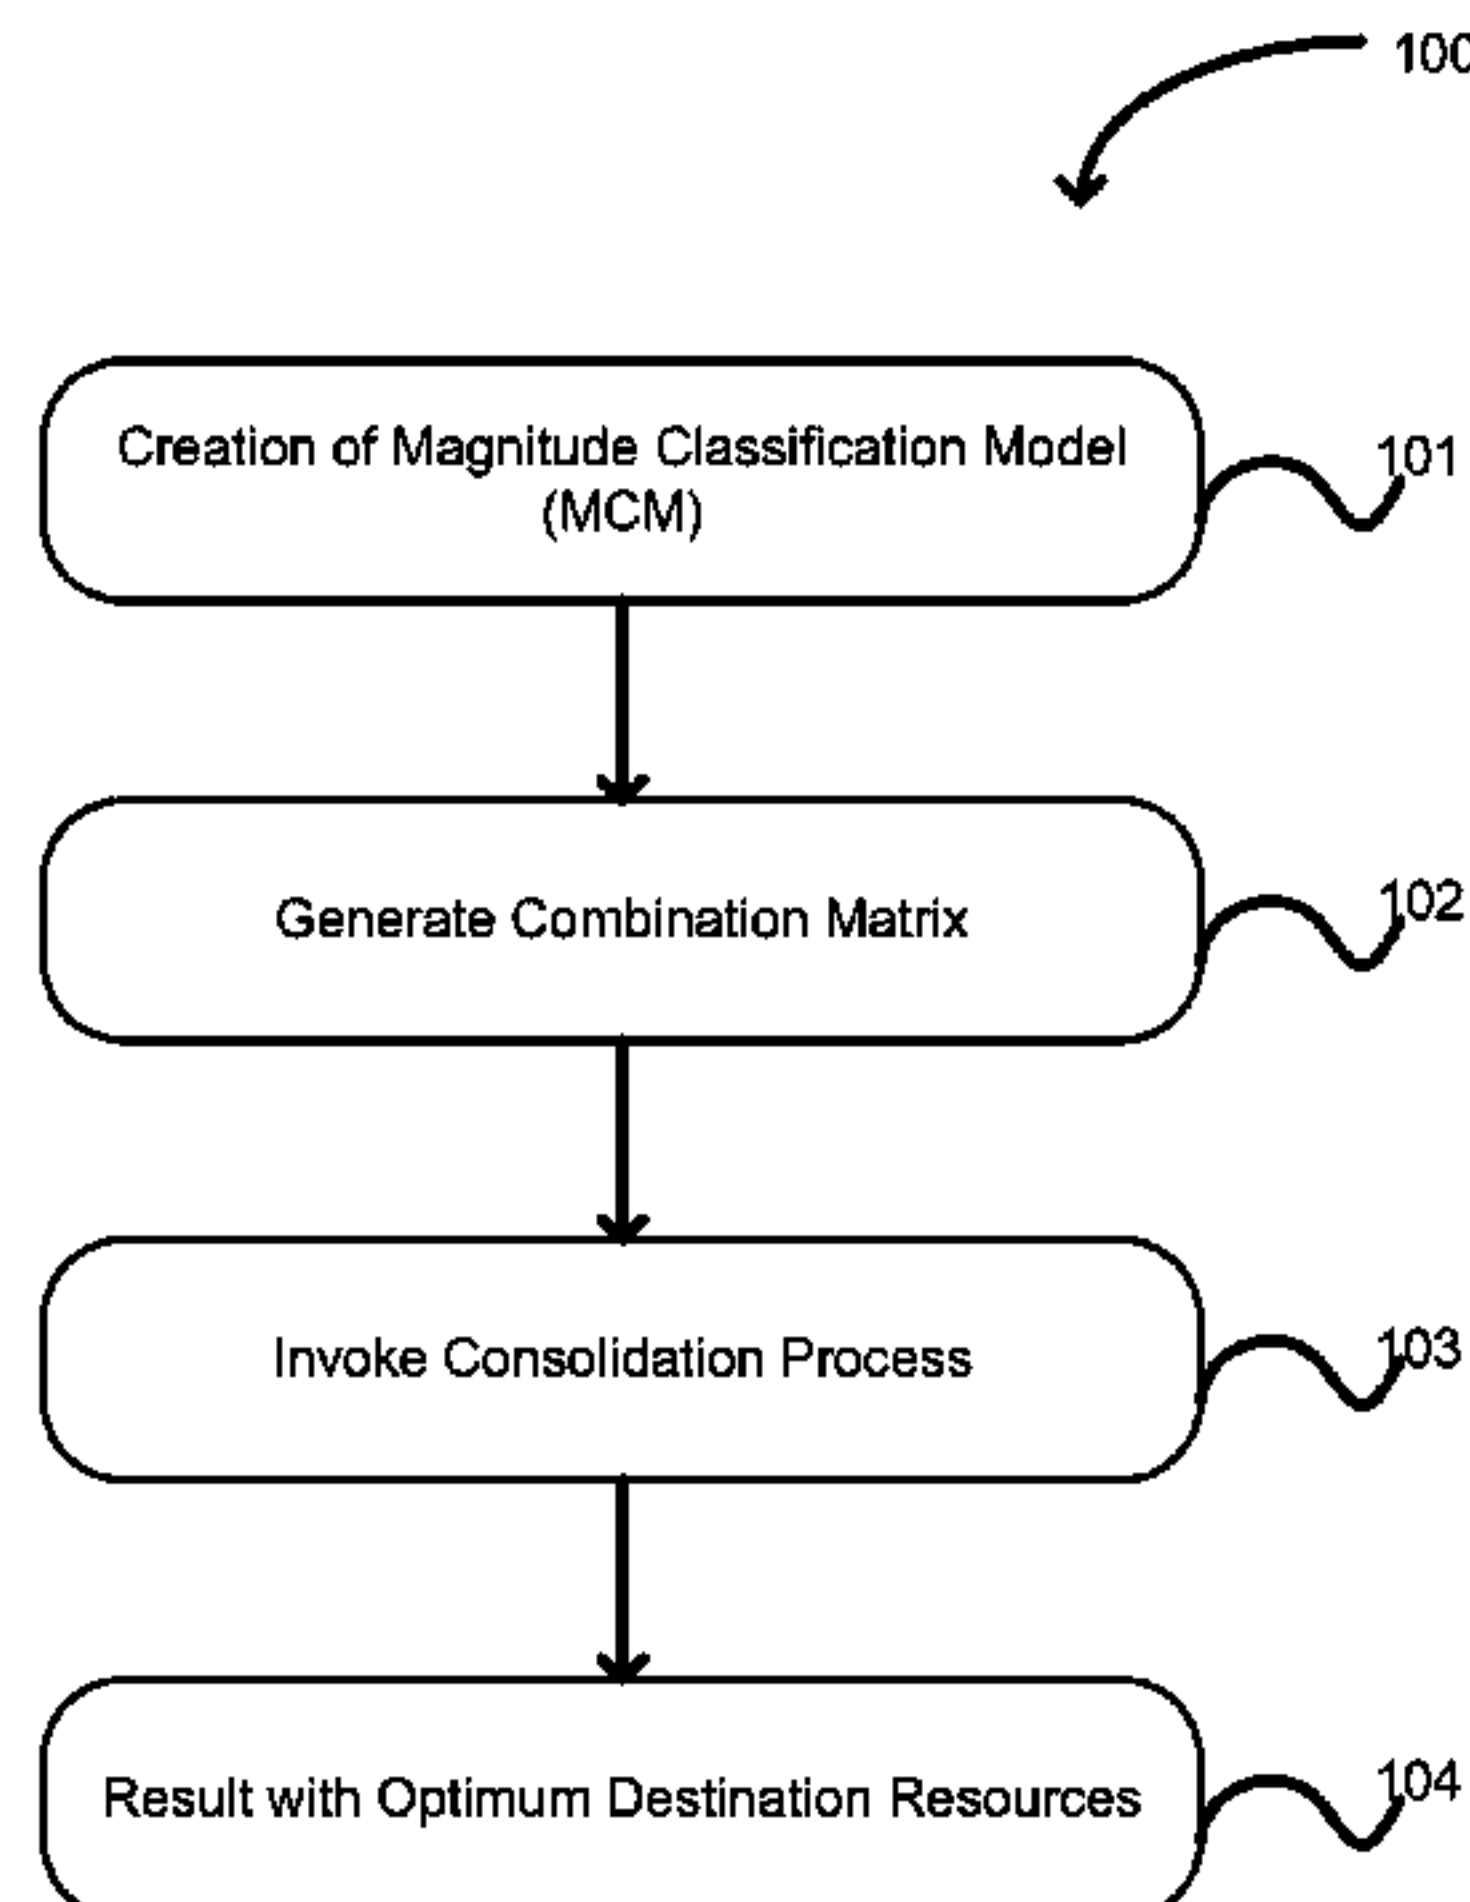 100
Creation of Magnitude Classification Model
(MCM)
101
Generate Combination Matrix
102
Invoke Consolidation Process
103
Result with Optimum Destination Resources
104